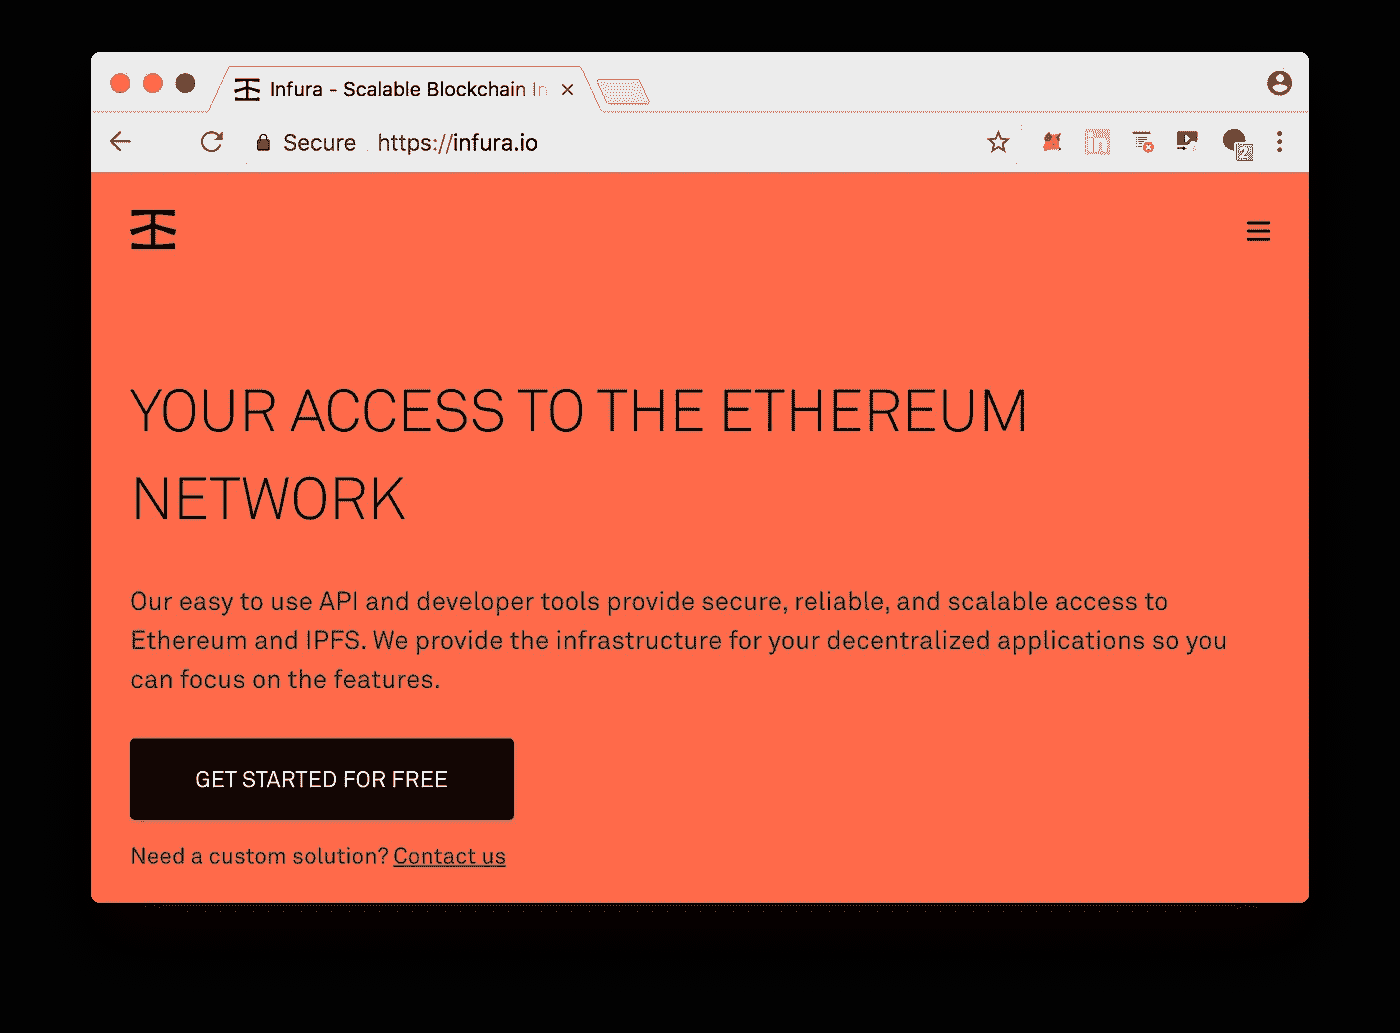 Infura - Scalable Blockchain In
Secure https://infura.io
2
YOUR ACCESS TO THE ETHEREUM
NETWORK
Our easy to use API and developer tools provide secure, reliable, and scalable access to
Ethereum and IPFS. We provide the infrastructure for your decentralized applications so you
can focus on the features.
GET STARTED FOR FREE
Need a custom solution? Contact us